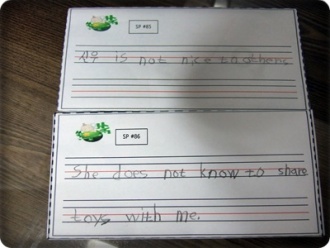 SP #85
is not nice to others
SP #86
She does not know to share
toys with me.